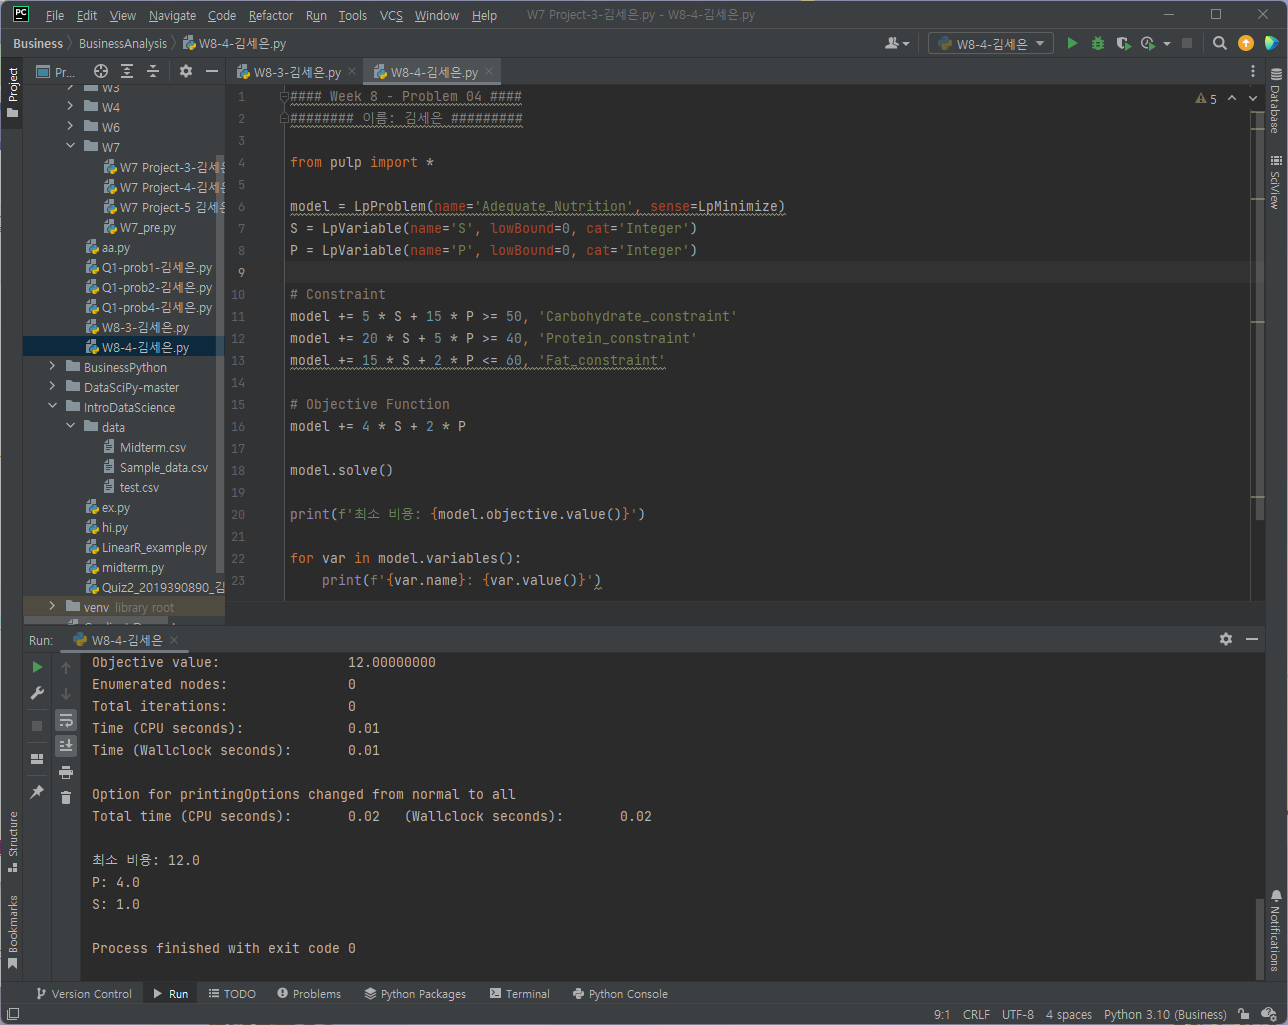 PC File Edit View Navigate Code Refactor Run Tools VCS Window Help W7 Project-3-김세은.py - W8-4-김세은.py
Business BusinessAnalysis W8-4-김세은.py W8-4-김세은
Project
Pr...
W3
W4
W6
W7
W7 Project-3-김세은
W7 Project-4-김세은
W7 Project-5 김세은
W7_pre.py
aa.py
Q1-prob1-김세은.py
Q1-prob2-김세은.py
Q1-prob4-김세은.py
W8-3-김세은.py
W8-4-김세은.py
BusinessPython
DataSciPy-master
IntroDataScience
data
Midterm.csv
Sample_data.csv
test.csv
ex.py
hi.py
LinearR_example.py
midterm.py
Quiz2_2019390890_김
venv library root
W8-3-김세은.py W8-4-김세은.py
5
1 #### Week 8 - Problem 04 ####
2 ######## 이름: 김세은 #########
3
4 from pulp import *
5
6 model = LpProblem(name='Adequate_Nutrition', sense=LpMinimize)
7 S = LpVariable(name='S', lowBound=0, cat='Integer')
8 P = LpVariable(name='P', lowBound=0, cat='Integer')
9
10 # Constraint
11 model += 5 * S + 15 * P >= 50, 'Carbohydrate_constraint'
12 model += 20 * S + 5 * P >= 40, 'Protein_constraint'
13 model += 15 * S + 2 * P <= 60, 'Fat_constraint'
14
15 # Objective Function
16 model += 4 * S + 2 * P
17
18 model.solve()
19
20 print(f'최소 비용: {model.objective.value()}')
21
22 for var in model.variables():
23 print(f'{var.name}: {var.value()}')
Database
SciView
Notifications
Structure
Bookmarks
Run: W8-4-김세은
Objective value: 12.00000000
Enumerated nodes: 0
Total iterations: 0
Time (CPU seconds): 0.01
Time (Wallclock seconds): 0.01
Option for printingOptions changed from normal to all
Total time (CPU seconds): 0.02 (Wallclock seconds): 0.02
최소 비용: 12.0
P: 4.0
S: 1.0
Process finished with exit code 0
Version Control Run TODO Problems Python Packages Terminal Python Console
9:1 CRLF UTF-8 4 spaces Python 3.10 (Business)